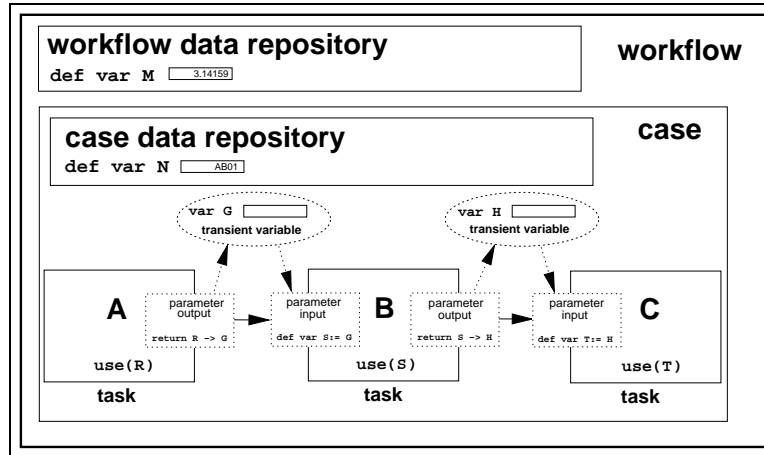 workflow data repository
workflow
def var M 3.14159
case data repository
case
def var N AB01
var G
transient variable
var H
transient variable
A
parameter output
return R -> G
use(R)
task
parameter input
def var S:= G
B
parameter output
return S -> H
use(S)
task
parameter input
def var T:= H
C
use(T)
task